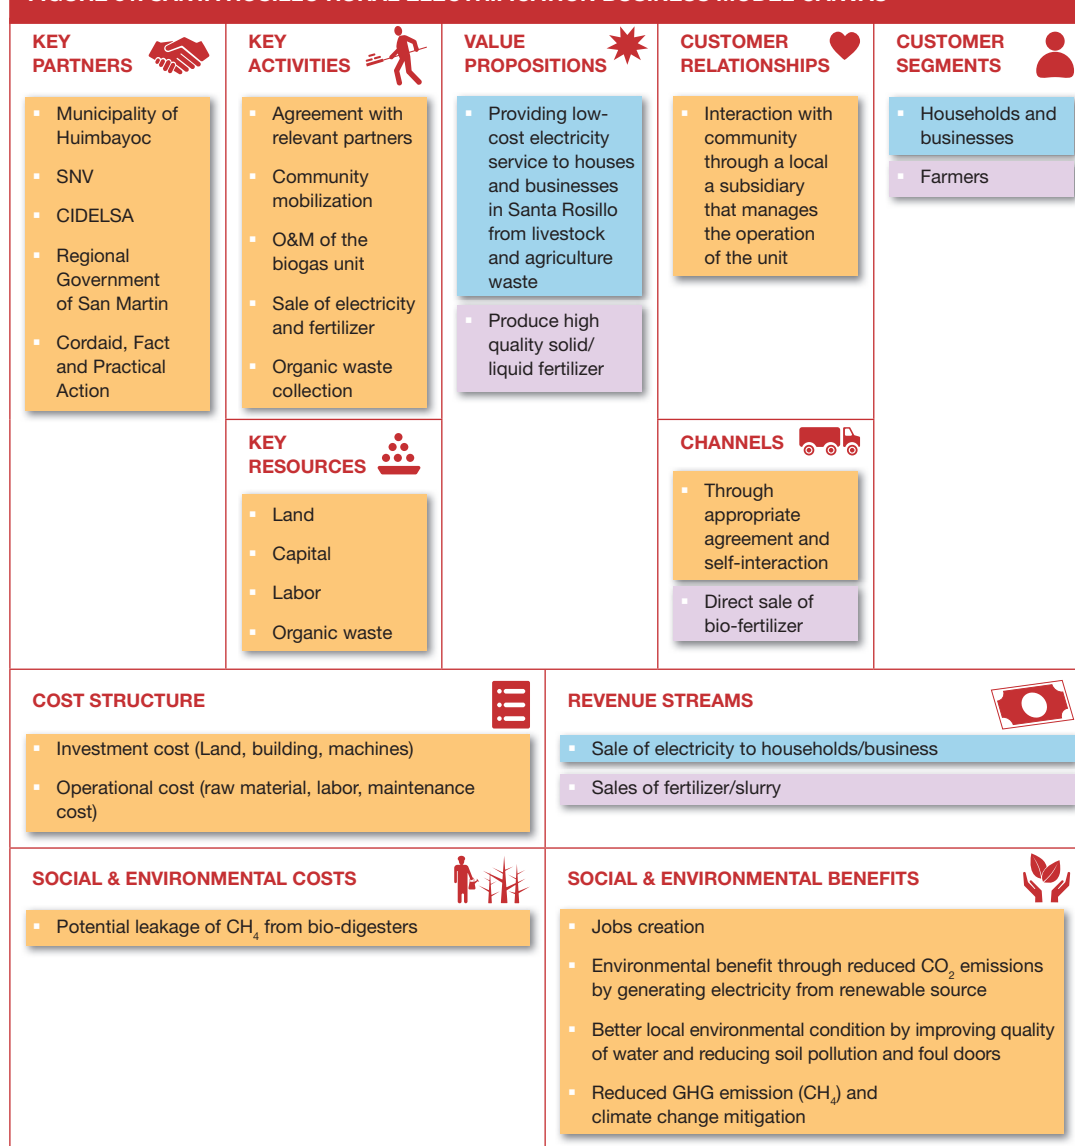 KEY
PARTNERS
Municipality of
Huimbayoc
SNV
CIDELSA
Regional
Government
of San Martin
Cordaid, Fact
and Practical
Action
KEY
ACTIVITIES
Agreement with
relevant partners
Community
mobilization
O&M of the
biogas unit
Sale of electricity
and fertilizer
Organic waste
collection
KEY
RESOURCES
Land
Capital
Labor
Organic waste
VALUE
PROPOSITIONS
Providing low-
cost electricity
service to houses
and businesses
in Santa Rosillo
from livestock
and agriculture
waste
Produce high
quality solid/
liquid fertilizer
CUSTOMER
RELATIONSHIPS
Interaction with
community
through a local
a subsidiary
that manages
the operation
of the unit
CHANNELS
Through
appropriate
agreement and
self-interaction
Direct sale of
bio-fertilizer
CUSTOMER
SEGMENTS
Households and
businesses
Farmers
COST STRUCTURE
Investment cost (Land, building, machines)
Operational cost (raw material, labor, maintenance
cost)
REVENUE STREAMS
Sale of electricity to households/business
Sales of fertilizer/slurry
SOCIAL & ENVIRONMENTAL COSTS
Potential leakage of CH4 from bio-digesters
SOCIAL & ENVIRONMENTAL BENEFITS
Jobs creation
Environmental benefit through reduced CO2 emissions
by generating electricity from renewable source
Better local environmental condition by improving quality
of water and reducing soil pollution and foul doors
Reduced GHG emission (CH4) and
climate change mitigation